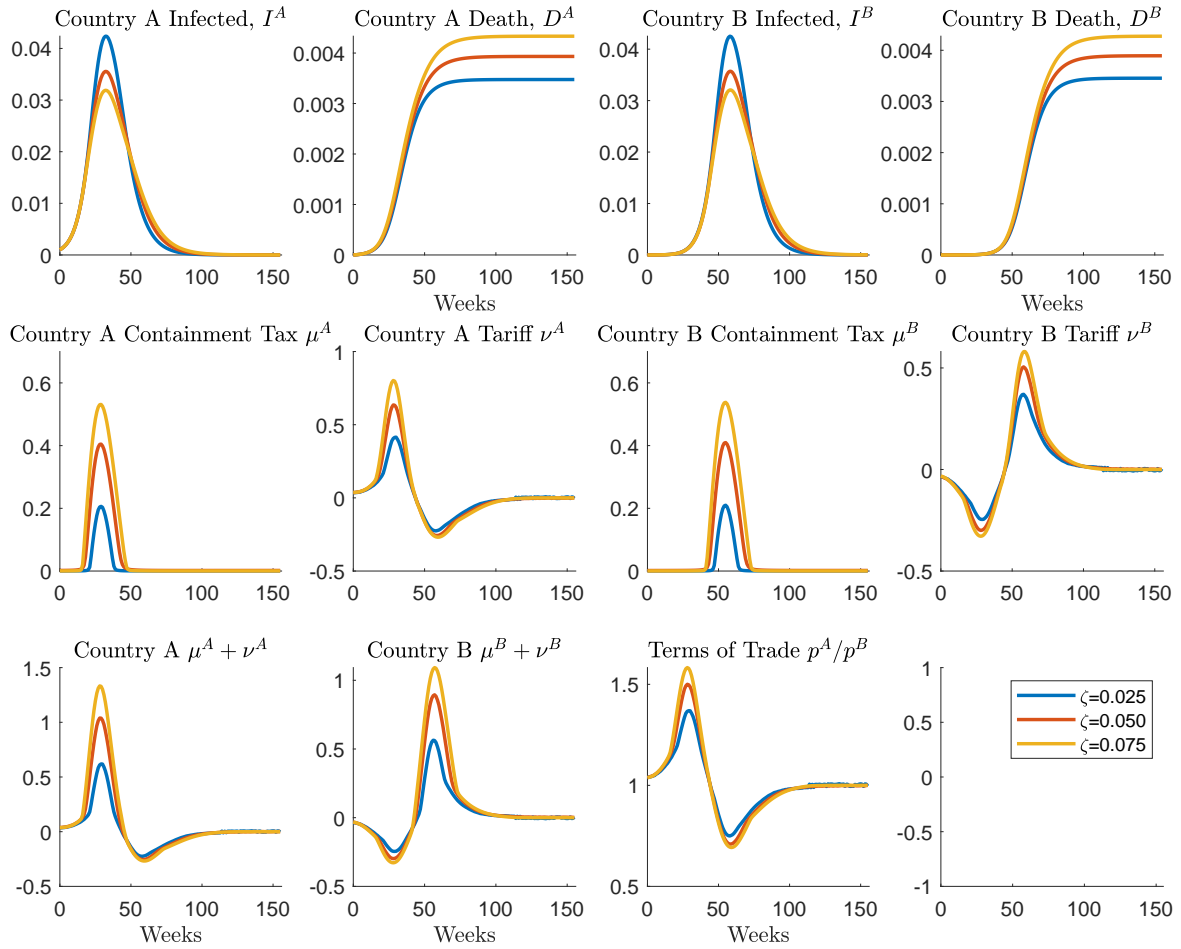 Country A Infected, I^A
Country A Death, D^A
Country B Infected, I^B
Country B Death, D^B
0.04
0.03
0.02
0.01
0
0 50 100 150
0.004
0.003
0.002
0.001
0
0 50 100 150
Weeks
0.04
0.03
0.02
0.01
0
0 50 100 150
0.004
0.003
0.002
0.001
0
0 50 100 150
Weeks
Country A Containment Tax μ^A
Country A Tariff ν^A
Country B Containment Tax μ^B
Country B Tariff ν^B
0.6
0.4
0.2
0
0 50 100 150
1
0.5
0
-0.5
0 50 100 150
0.6
0.4
0.2
0
0 50 100 150
0.5
0
-0.5
0 50 100 150
Country A μ^A + ν^A
Country B μ^B + ν^B
Terms of Trade p^A/p^B
1.5
1
0.5
0
-0.5
0 50 100 150
Weeks
1
0.5
0
-0.5
0 50 100 150
Weeks
1.5
1
0.5
0 50 100 150
Weeks
1
0.5
0
-0.5
-1
0 50 100 150
ζ=0.025
ζ=0.050
ζ=0.075